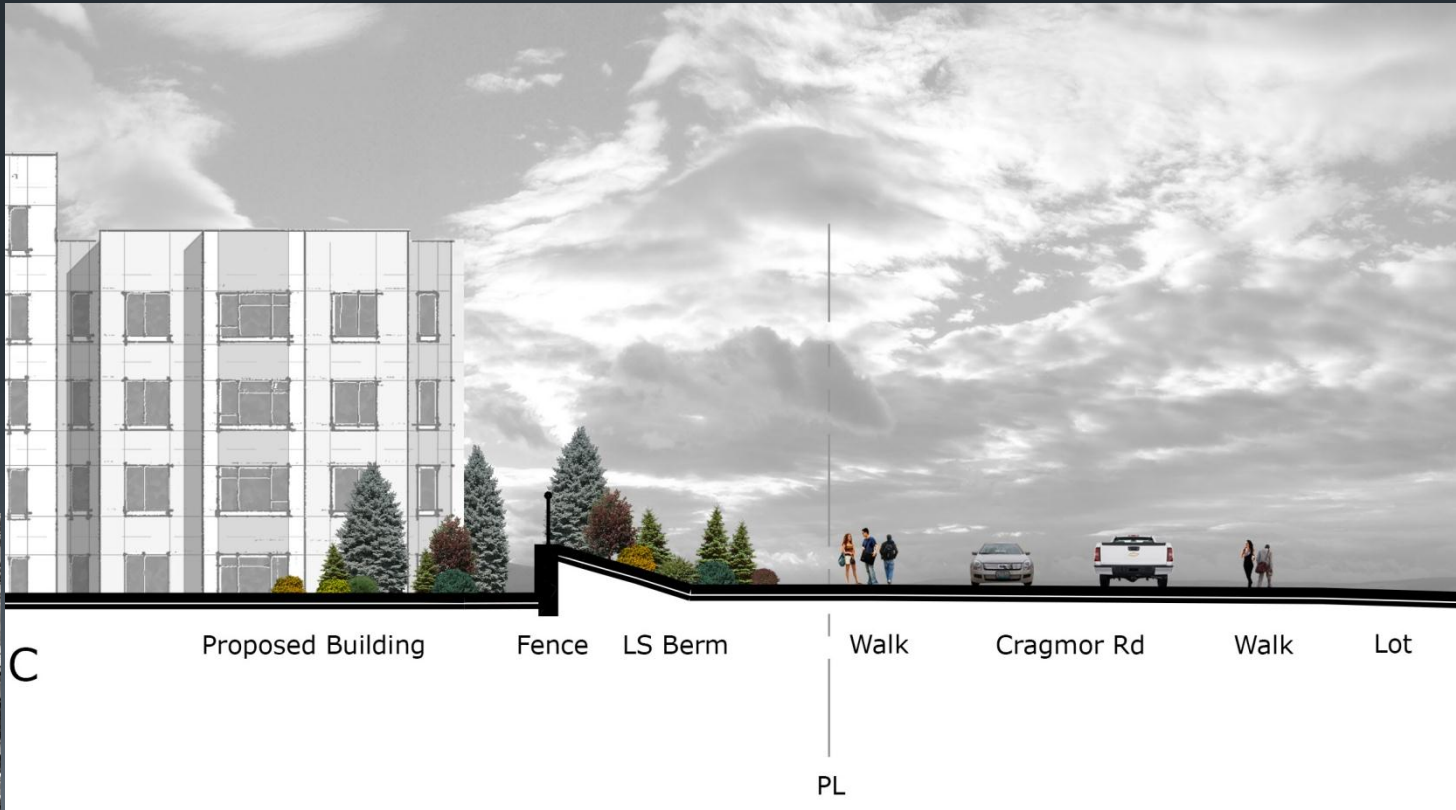 Proposed Building
Fence
LS Berm
Walk
Cragmor Rd
Walk
Lot
C
PL